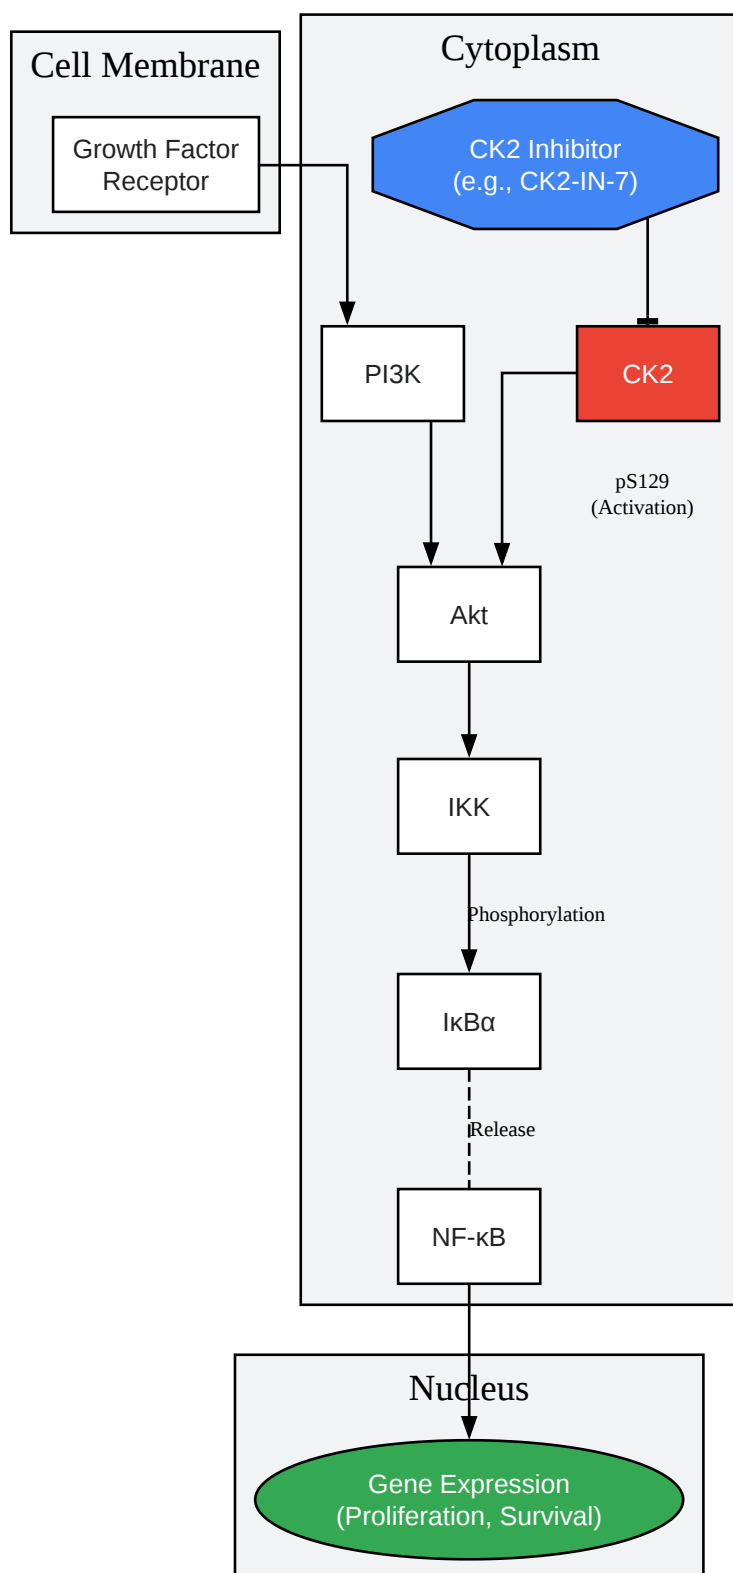 Cell Membrane
Growth Factor
Receptor
Cytoplasm
CK2 Inhibitor
(e.g., CK2-IN-7)
PI3K
CK2
pS129
(Activation)
Akt
IKK
Phosphorylation
IκBα
Release
NF-κB
Nucleus
Gene Expression
(Proliferation, Survival)